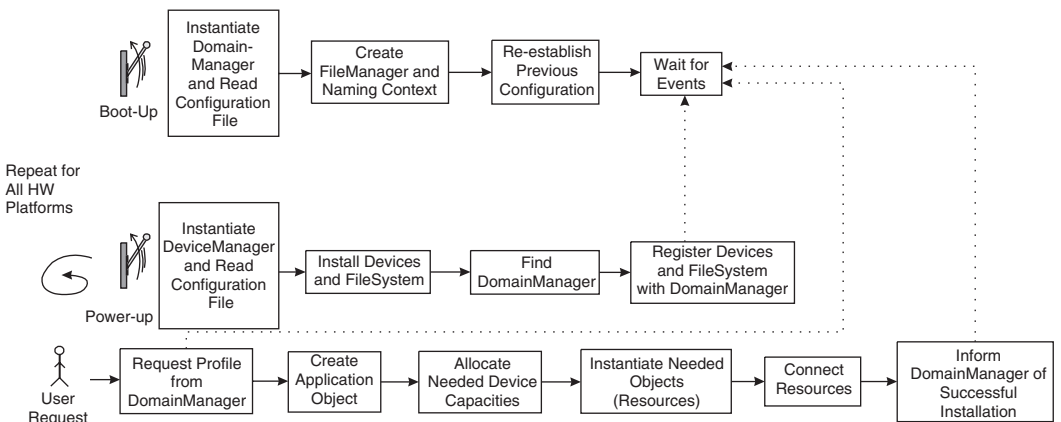 Instantiate
Domain-
Manager
and Read
Configuration
File
Boot-Up
Create
FileManager and
Naming Context
Re-establish
Previous
Configuration
Wait for
Events
Repeat for
All HW
Platforms
Power-up
Instantiate
DeviceManager
and Read
Configuration
File
Install Devices
and FileSystem
Find
DomainManager
Register Devices
and FileSystem
with DomainManager
User
Request
Request Profile
from
DomainManager
Create
Application
Object
Allocate
Needed Device
Capacities
Instantiate Needed
Objects
(Resources)
Connect
Resources
Inform
DomainManager of
Successful
Installation